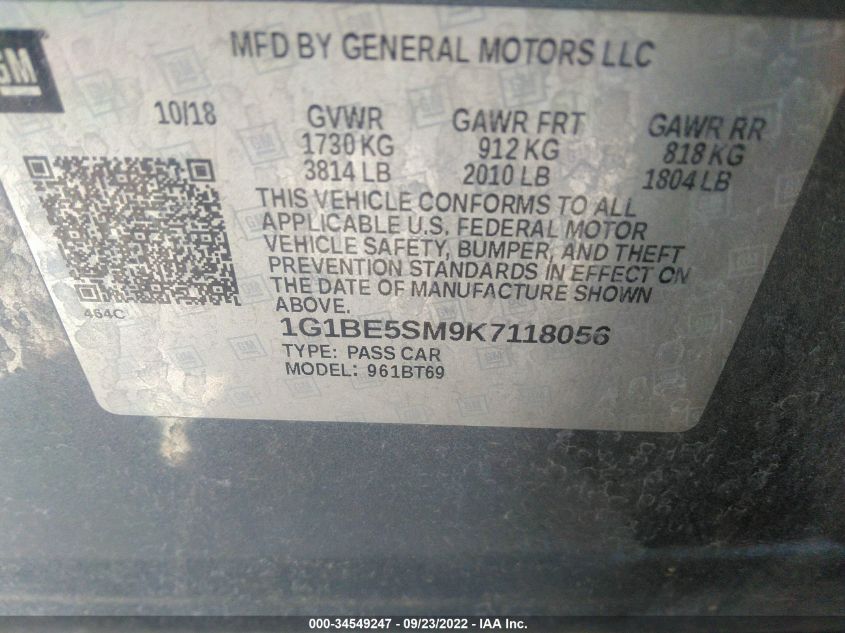 GM
MFD BY GENERAL MOTORS LLC
10/18 GVWR GAWR FRT GAWR RR
1730 KG 912 KG 818 KG
3814 LB 2010 LB 1804 LB
THIS VEHICLE CONFORMS TO ALL
APPLICABLE U.S. FEDERAL MOTOR
VEHICLE SAFETY, BUMPER, AND THEFT
PREVENTION STANDARDS IN EFFECT ON
THE DATE OF MANUFACTURE SHOWN
ABOVE.
464C
1G1BE5SM9K7118056
TYPE: PASS CAR
MODEL: 961BT69
000-34549247 - 09/23/2022 - IAA Inc.